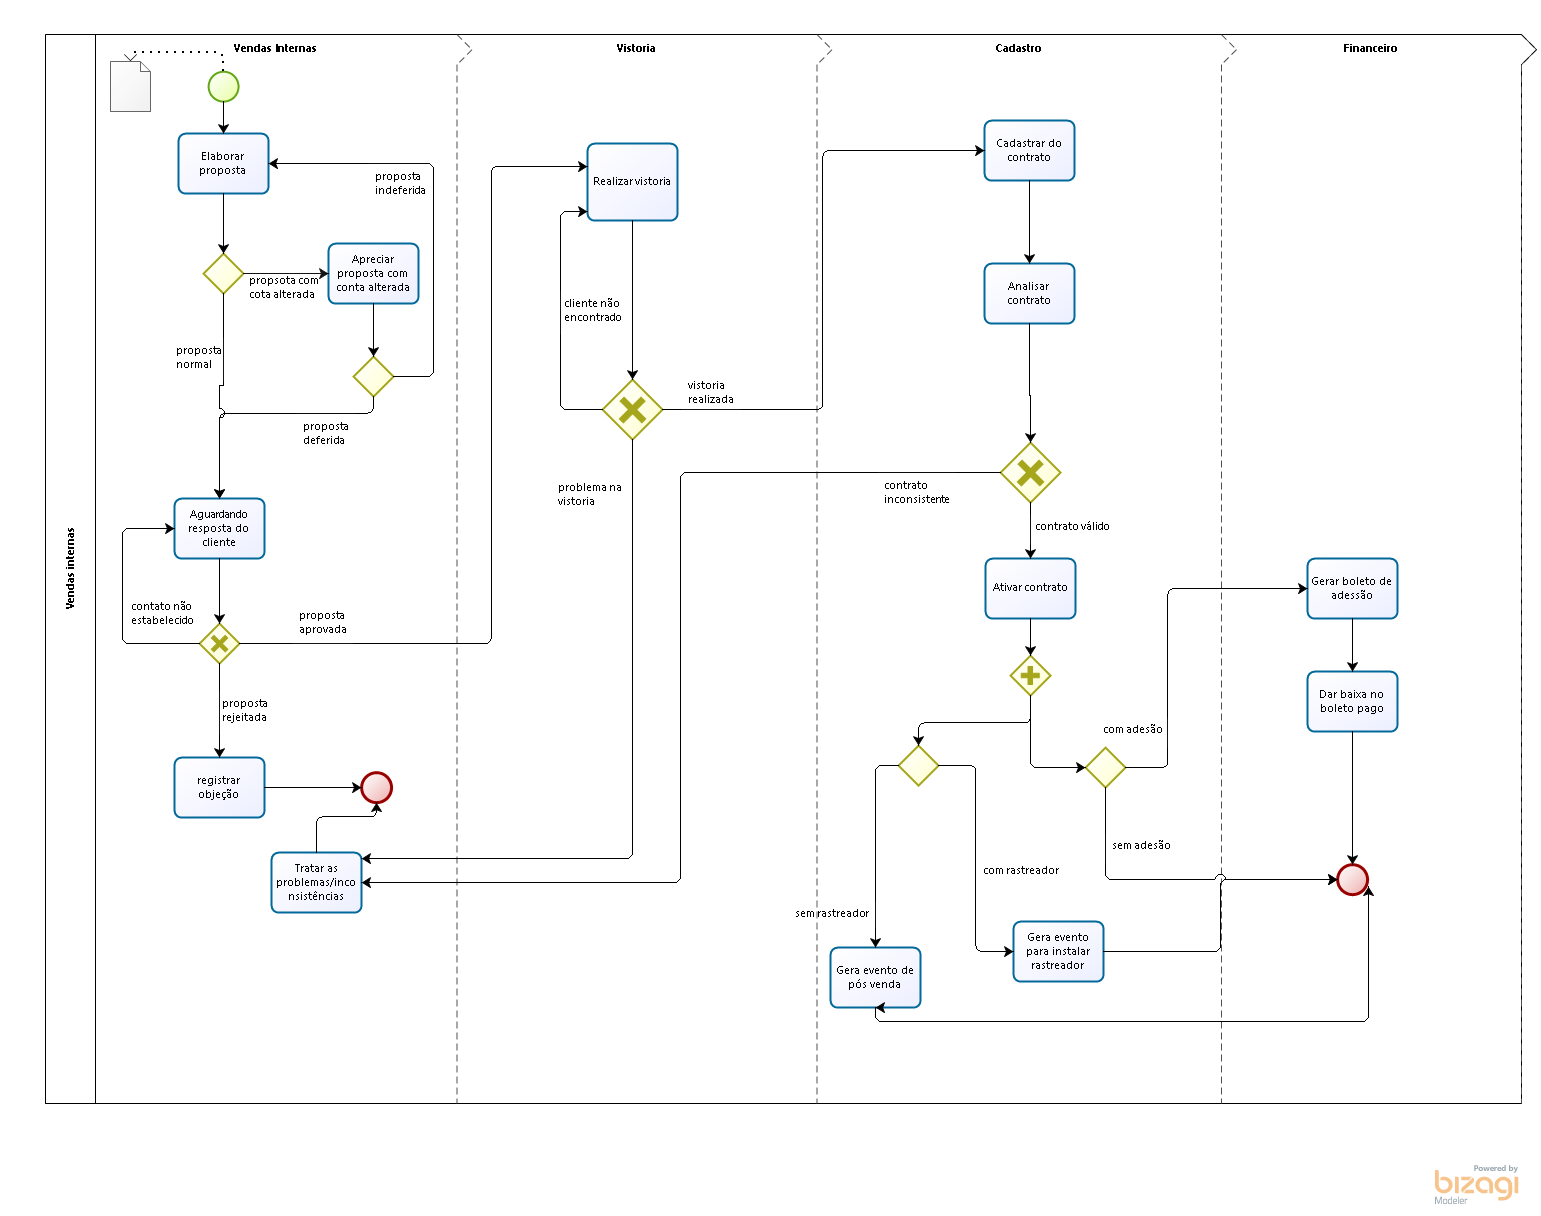 Vendas Internas
Vistoria
Cadastro
Financeiro
Vendas internas
Elaborar
proposta
proposta
indeferida
Apreciar
proposta com
conta alterada
propsota com
cota alterada
proposta
normal
proposta
deferida
Aguardando
resposta do
cliente
contato não
estabelecido
proposta
aprovada
proposta
rejeitada
registrar
objeção
Tratar as
problemas/inco
nsistências
Realizar vistoria
cliente não
encontrado
vistoria
realizada
problema na
vistoria
Cadastrar do
contrato
Analisar
contrato
contrato
inconsistente
contrato válido
Ativar contrato
com adesão
sem adesão
com rastreador
sem rastreador
Gera evento
para instalar
rastreador
Gera evento de
pós venda
Gerar boleto de
adessão
Dar baixa no
boleto pago
Powered by
bizagi
Modeler